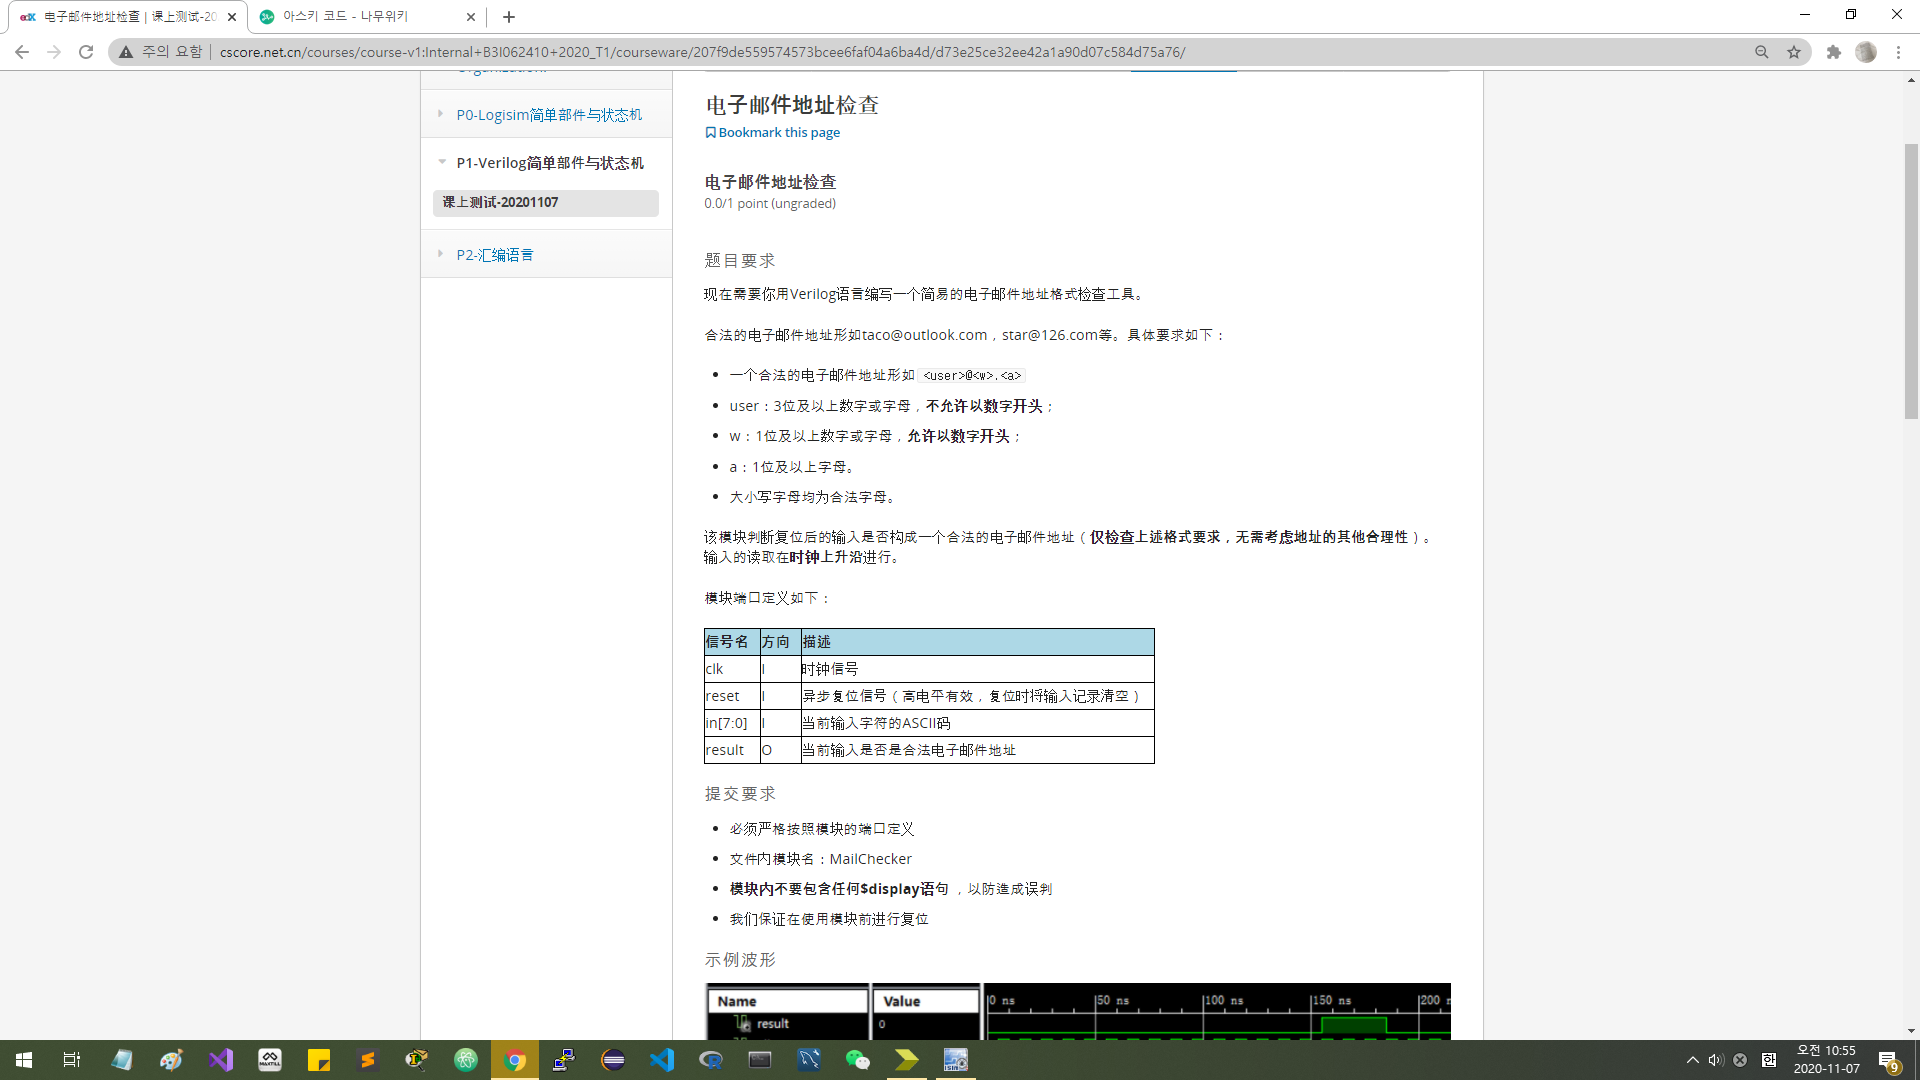 电子邮件地址检查 | 课上测试-20
아스키 코드 - 나무위키
주의 요함
cscore.net.cn/courses/course-v1:Internal+B3I062410+2020_T1/courseware/207f9de559574573bcee6faf04a6ba4d/d73e25ce32ee42a1a90d07c584d75a76/
P0-Logisim简单部件与状态机
P1-Verilog简单部件与状态机
课上测试-20201107
P2-汇编语言
电子邮件地址检查
Bookmark this page
电子邮件地址检查
0.0/1 point (ungraded)
题目要求
现在需要你用Verilog语言编写一个简易的电子邮件地址格式检查工具。
合法的电子邮件地址形如taco@outlook.com，star@126.com等。具体要求如下：
一个合法的电子邮件地址形如 <user>@<w>.<a>
user：3位及以上数字或字母，不允许以数字开头；
w：1位及以上数字或字母，允许以数字开头；
a：1位及以上字母。
大小写字母均为合法字母。
该模块判断复位后的输入是否构成一个合法的电子邮件地址（仅检查上述格式要求，无需考虑地址的其他合理性）。
输入的读取在时钟上升沿进行。
模块端口定义如下：
信号名 方向 描述
clk I 时钟信号
reset I 异步复位信号（高电平有效，复位时将输入记录清空）
in[7:0] I 当前输入字符的ASCII码
result O 当前输入是否是合法电子邮件地址
提交要求
必须严格按照模块的端口定义
文件内模块名：MailChecker
模块内不要包含任何$display语句 ，以防造成误判
我们保证在使用模块前进行复位
示例波形
Name Value 0 ns 50 ns 100 ns 150 ns 200 n
result 0
오전 10:55
2020-11-07
한
9